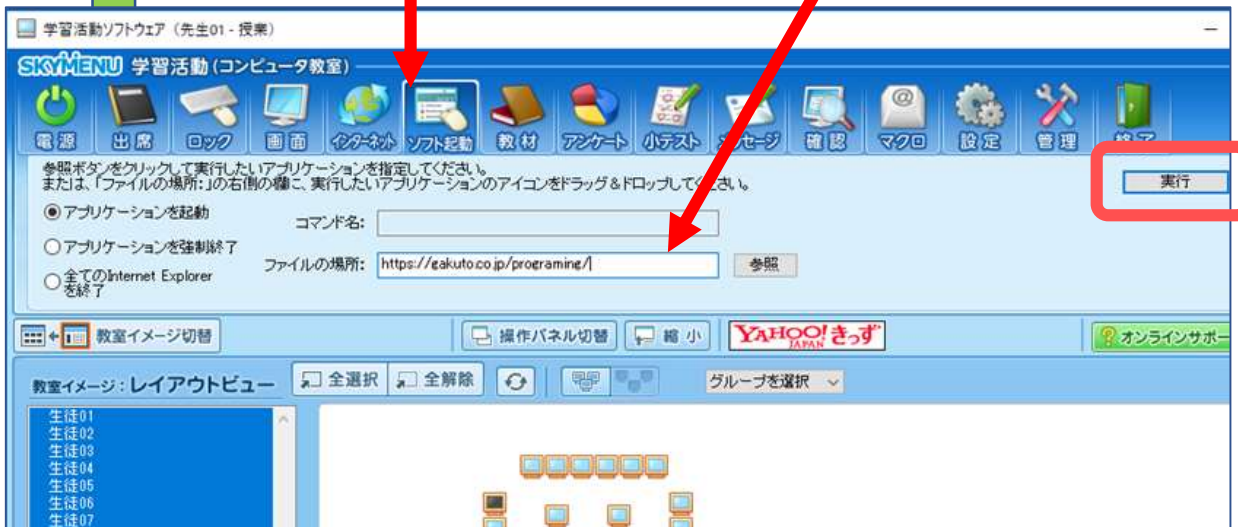 学習活動ソフトウェア（先生01 - 授業）
SKYMENU 学習活動(コンピュータ教室)
電源 出席 ロック 画面 インターネット ソフト起動 教材 アンケート 小テスト メッセージ 確認 マクロ 設定 管理 終了
参照ボタンをクリックして実行したいアプリケーションを指定してください。
または、「ファイルの場所:」の右側の欄に、実行したいアプリケーションのアイコンをドラッグ&ドロップしてください。
実行
アプリケーションを起動
コマンド名:
アプリケーションを強制終了
ファイルの場所: https://gakuto.co.jp/programing/ 参照
全てのInternet Explorer
を終了
教室イメージ切替 操作パネル切替 縮小 YAHOO!きっず JAPAN オンラインサポー
教室イメージ：レイアウトビュー 全選択 全解除 グループを選択
生徒01
生徒02
生徒03
生徒04
生徒05
生徒06
生徒07